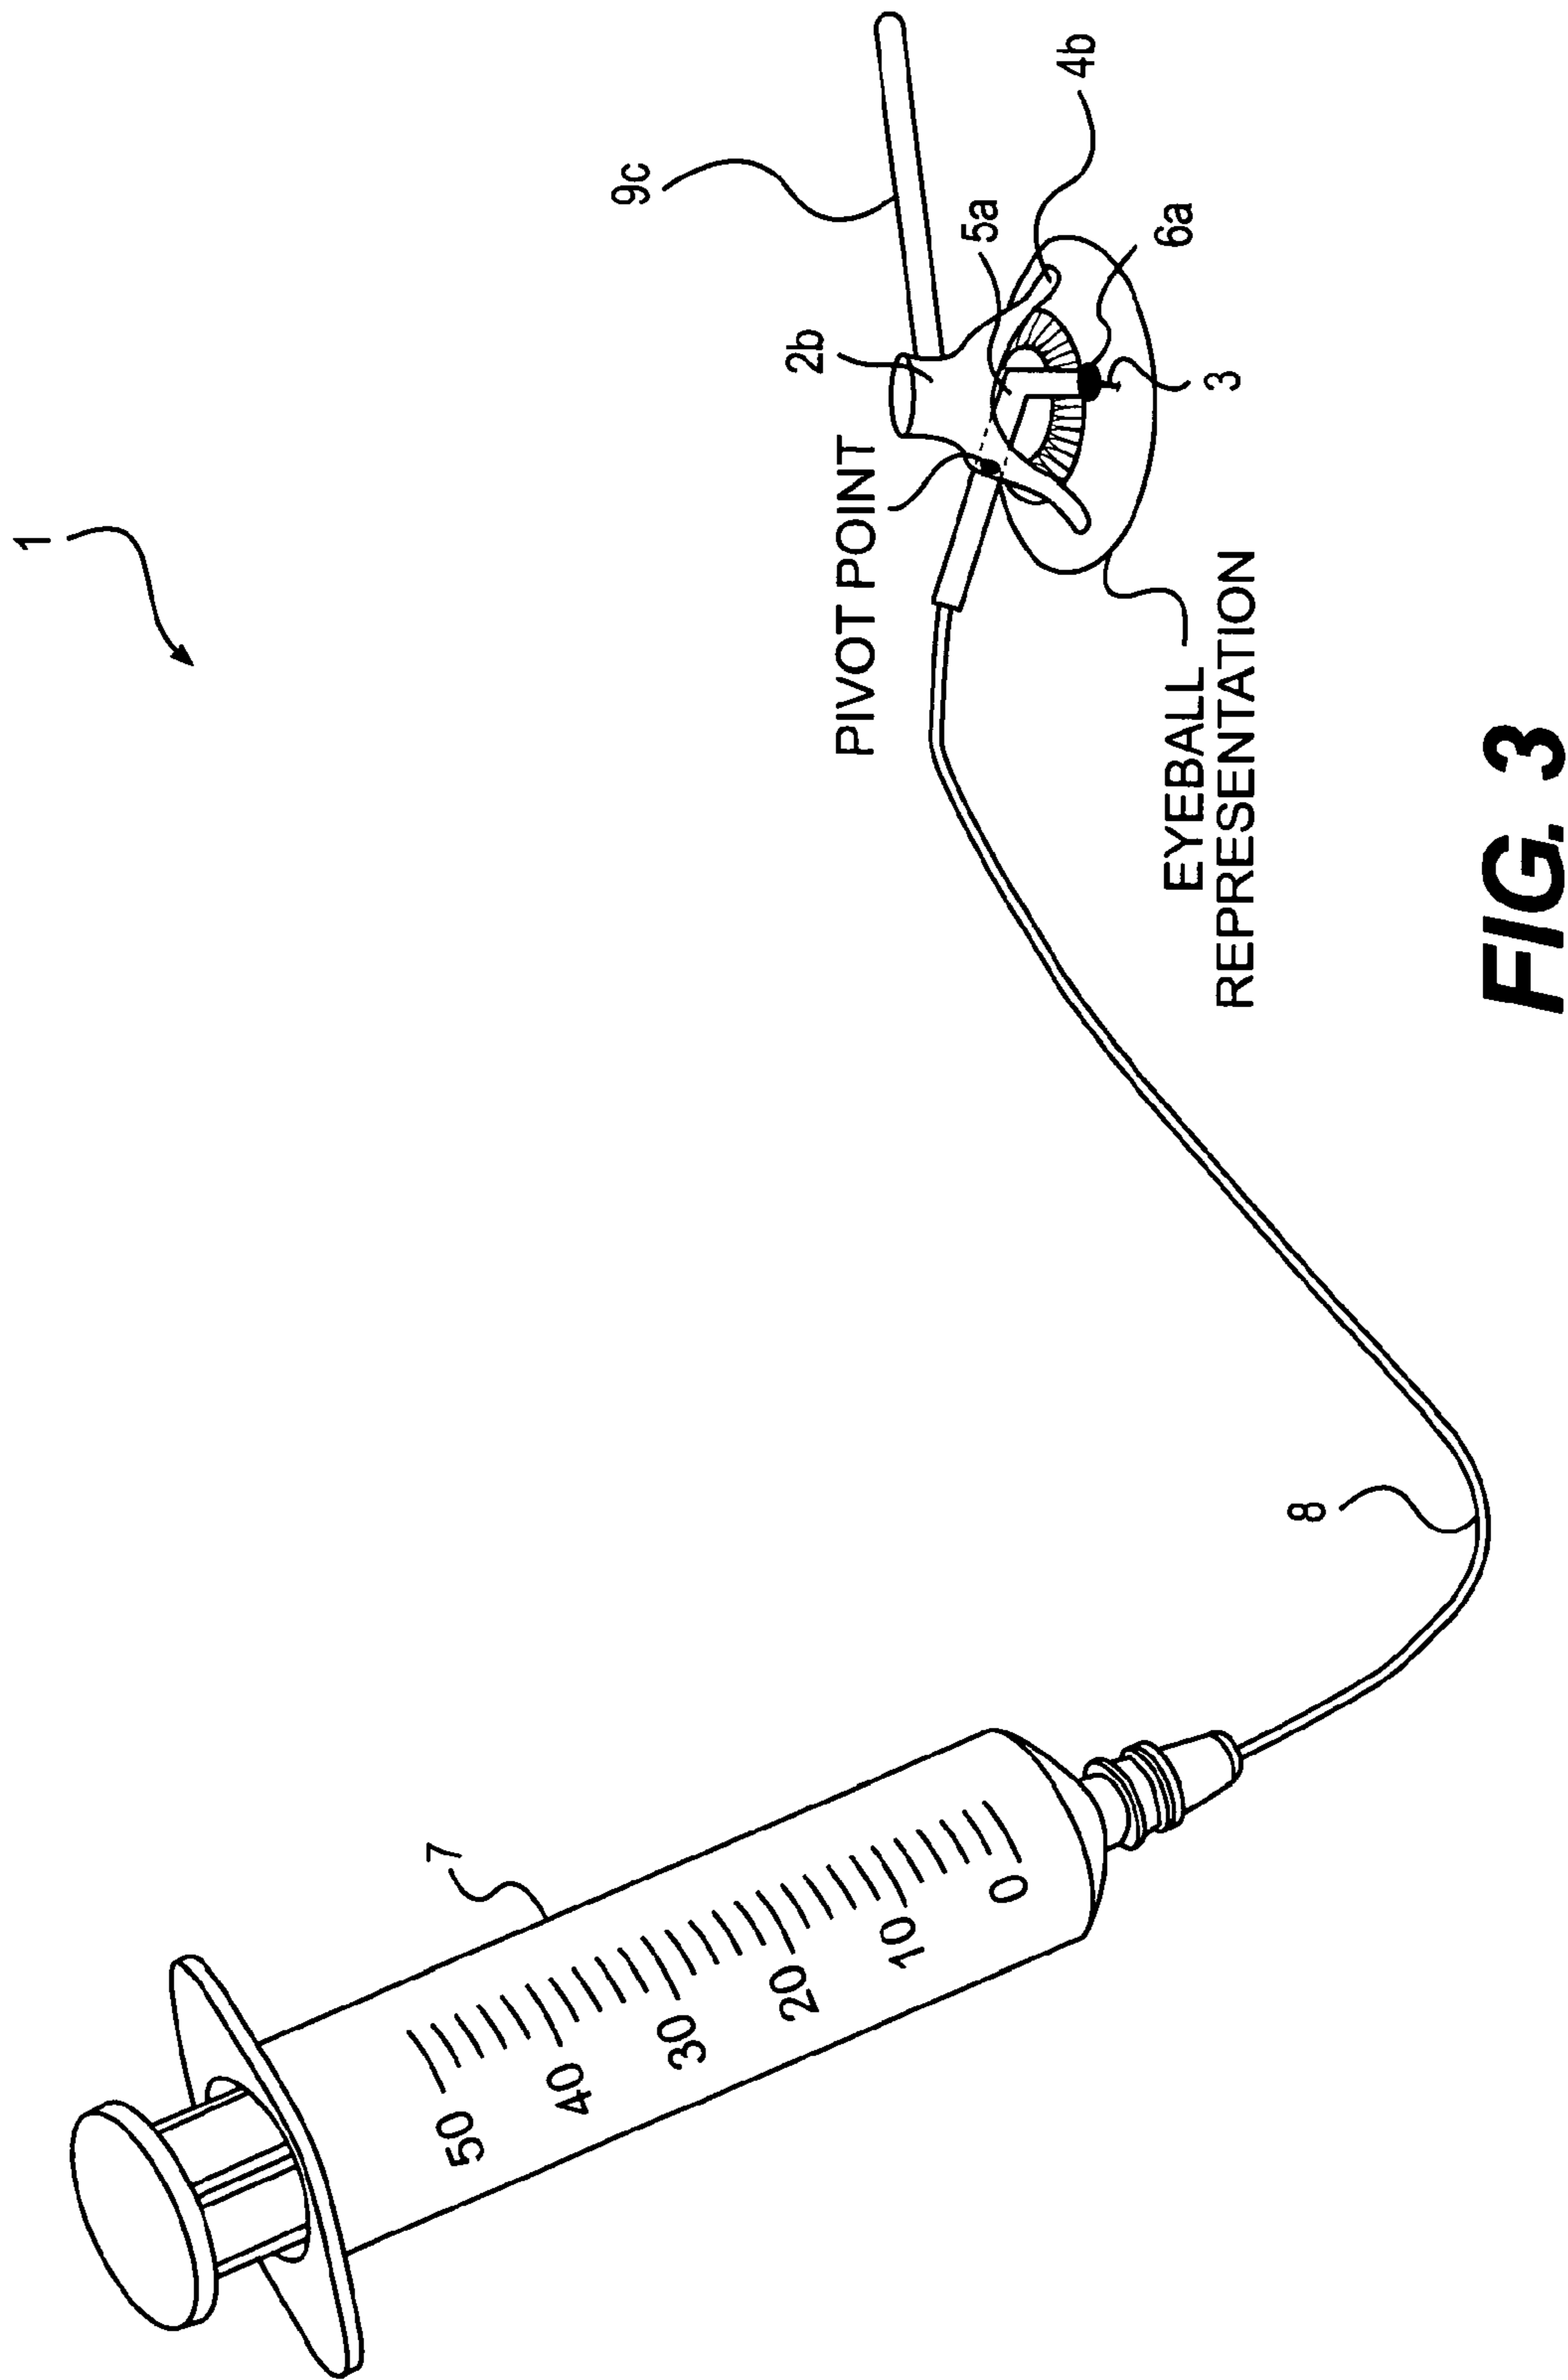 1
9c
2b
5a
4b
6a
3
PIVOT POINT
EYEBALL
REPRESENTATION
7
8
50
40
30
20
10
0
FIG. 3